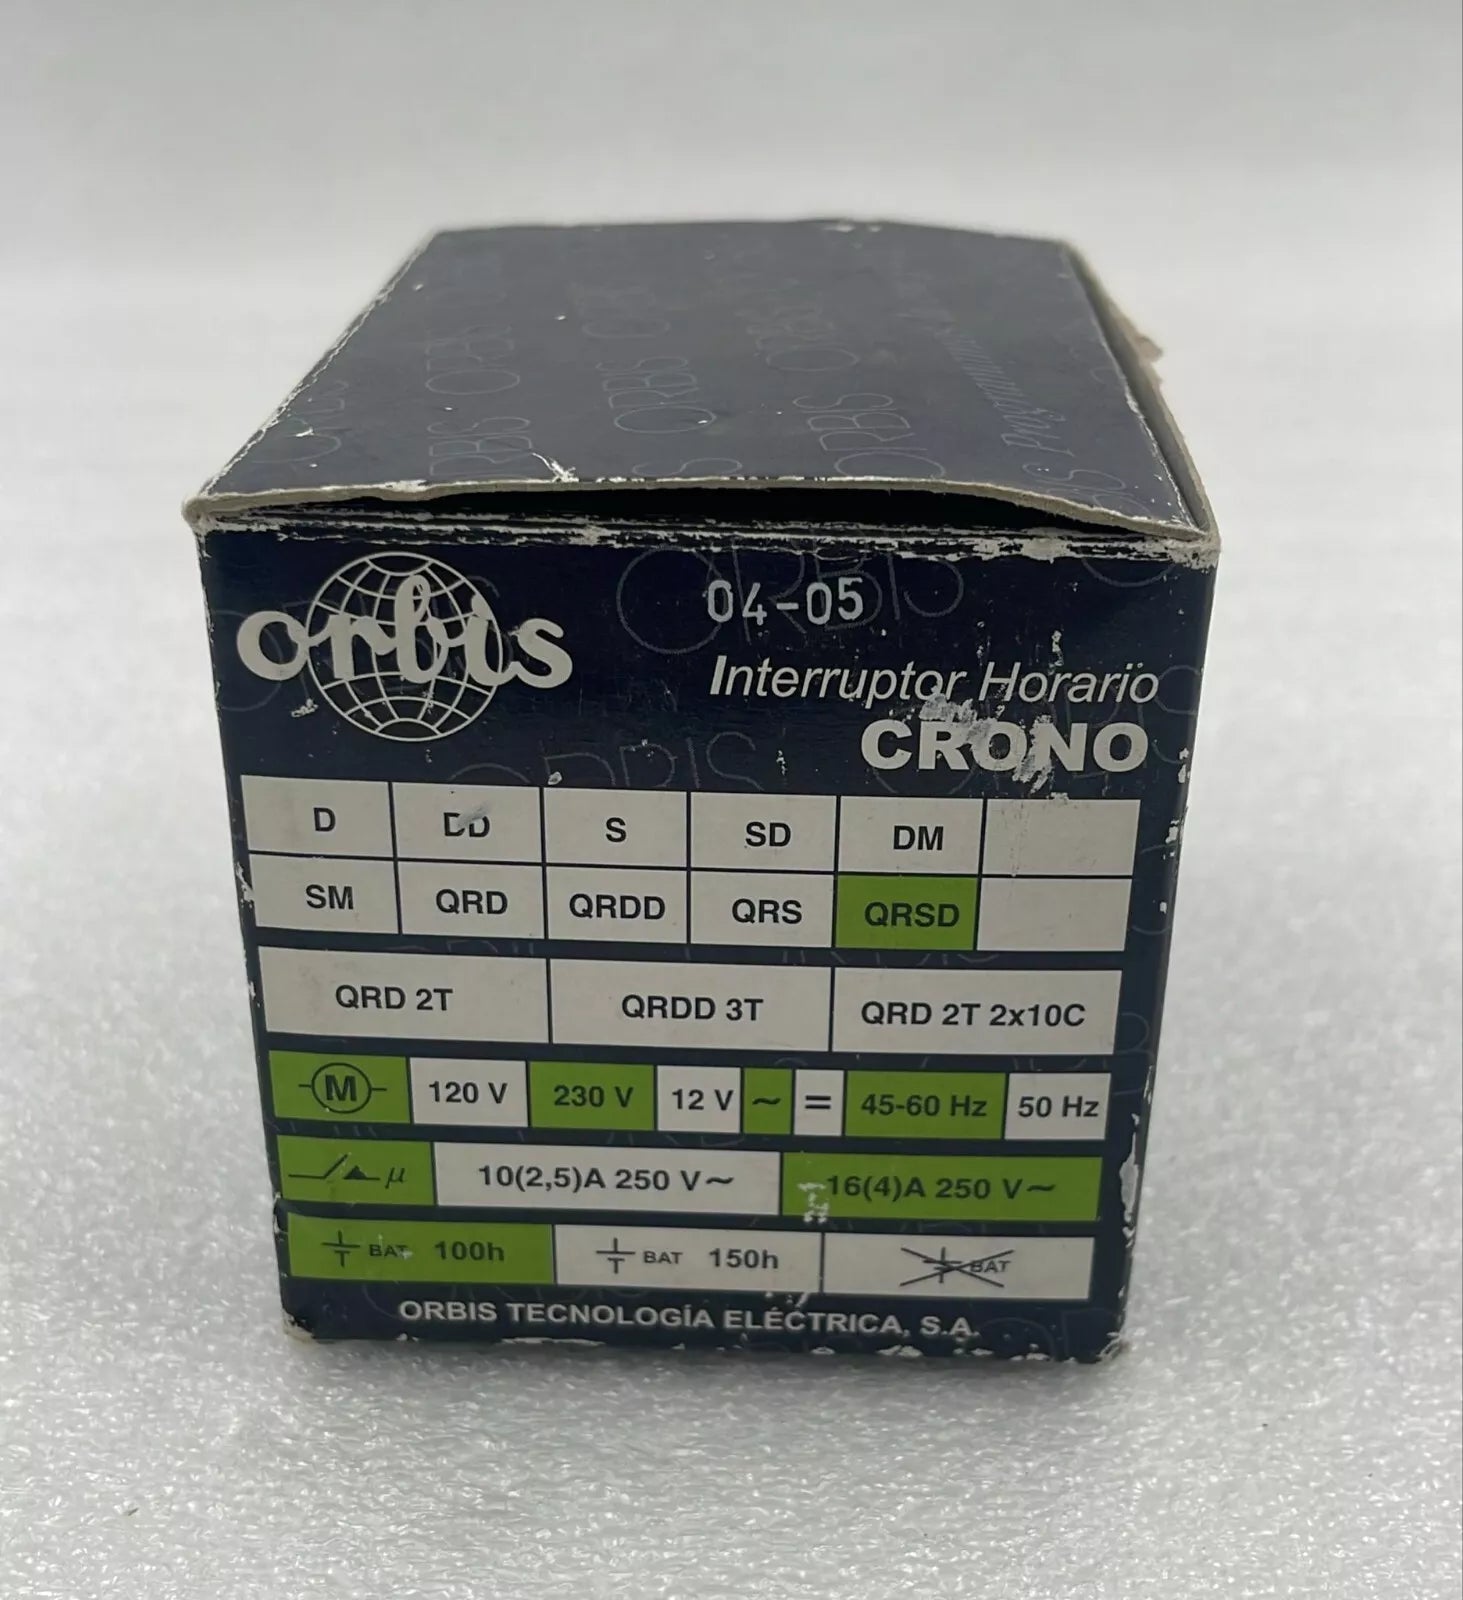 orbis
04-05
Interruptor Horario
CRONO
D DD S SD DM
SM QRD QRDD QRS QRSD
QRD 2T QRDD 3T QRD 2T 2x10C
M 120 V 230 V 12 V ~ = 45-60 Hz 50 Hz
µ 10(2,5)A 250 V~ 16(4)A 250 V~
BAT 100h BAT 150h BAT
ORBIS TECNOLOGÍA ELÉCTRICA, S.A.